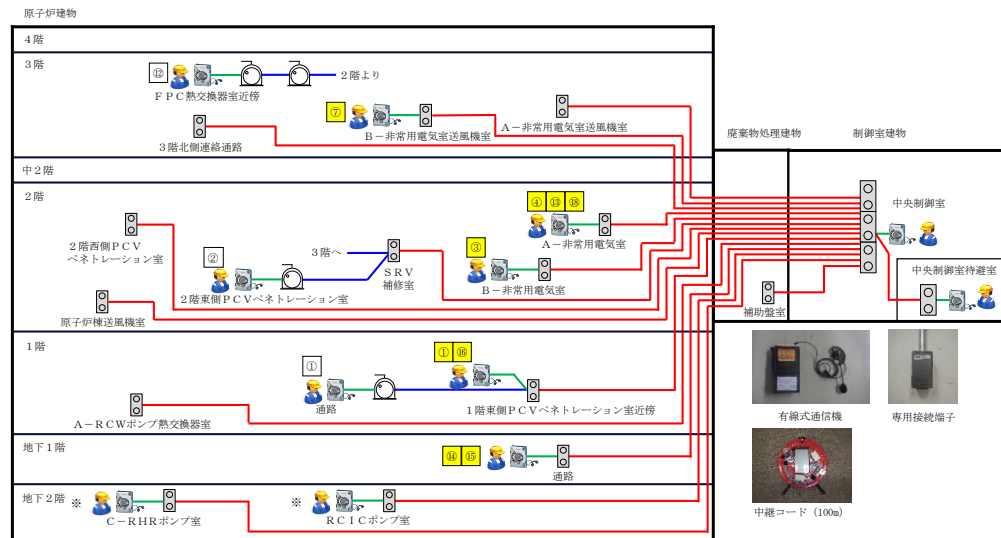 原子炉建物
4階
3階
⑫
2階より
FPC熱交換器室近傍
⑦
B-非常用電気室送風機室
A-非常用電気室送風機室
3階北側連絡通路
廃棄物処理建物
制御室建物
中2階
2階
④ ⑬ ⑱
A-非常用電気室
中央制御室
2階西側PCV
ペネトレーション室
②
3階へ
SRV
補修室
③
B-非常用電気室
2階東側PCVペネトレーション室
中央制御室待避室
原子炉棟送風機室
補助盤室
1階
①
通路
① ⑯
1階東側PCVペネトレーション室近傍
A-RCWポンプ熱交換器室
有線式通信機
専用接続端子
地下1階
⑭ ⑮
通路
地下2階
※
C-RHRポンプ室
※
RCICポンプ室
中継コード (100m)